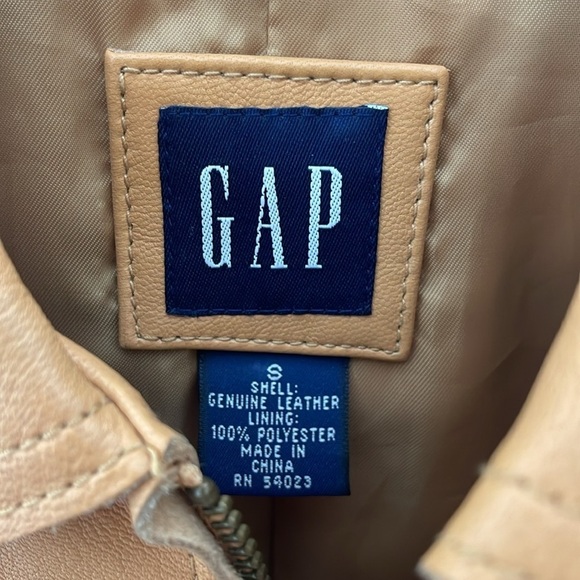 GAP
S
SHELL:
GENUINE LEATHER
LINING:
100% POLYESTER
MADE IN
CHINA
RN 54023